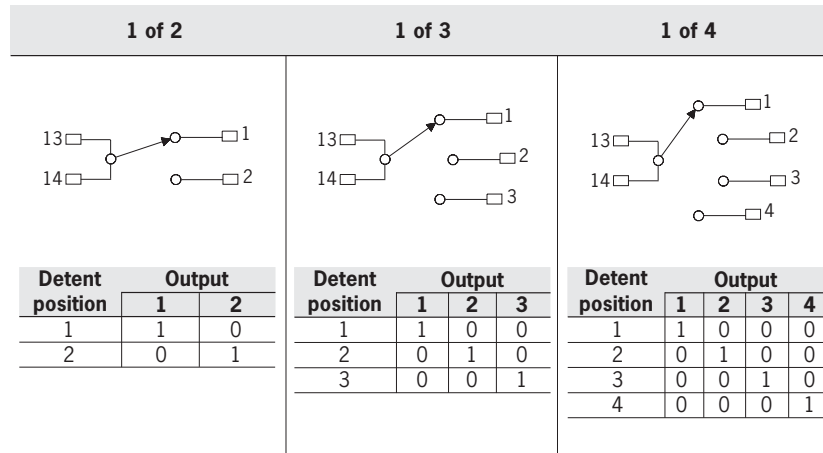 1 of 2
1 of 3
1 of 4
13
14
1
2
13
14
1
2
3
13
14
1
2
3
4
Detent position Output
1 2
1 1 0
2 0 1
Detent position Output
1 2 3
1 1 0 0
2 0 1 0
3 0 0 1
Detent position Output
1 2 3 4
1 1 0 0 0
2 0 1 0 0
3 0 0 1 0
4 0 0 0 1